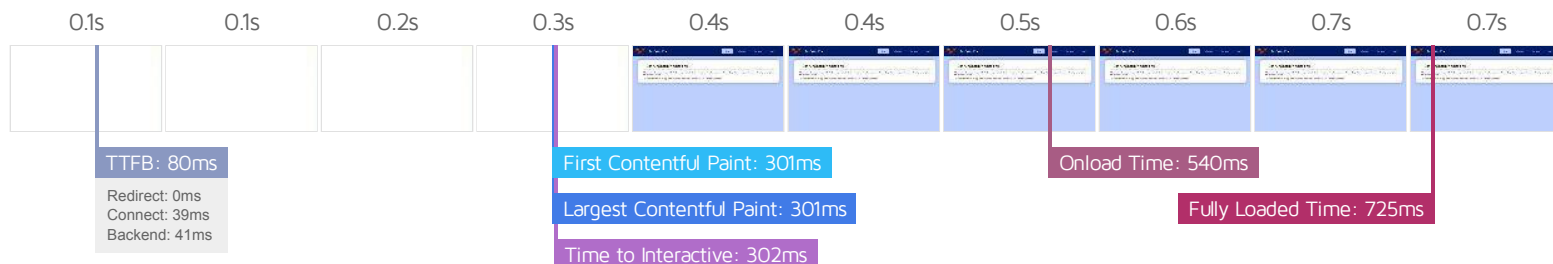 0.1s 0.1s 0.2s 0.3s 0.4s 0.4s 0.5s 0.6s 0.7s 0.7s
TTFB: 80ms
Redirect: 0ms
Connect: 39ms
Backend: 41ms
First Contentful Paint: 301ms
Largest Contentful Paint: 301ms
Time to Interactive: 302ms
Onload Time: 540ms
Fully Loaded Time: 725ms